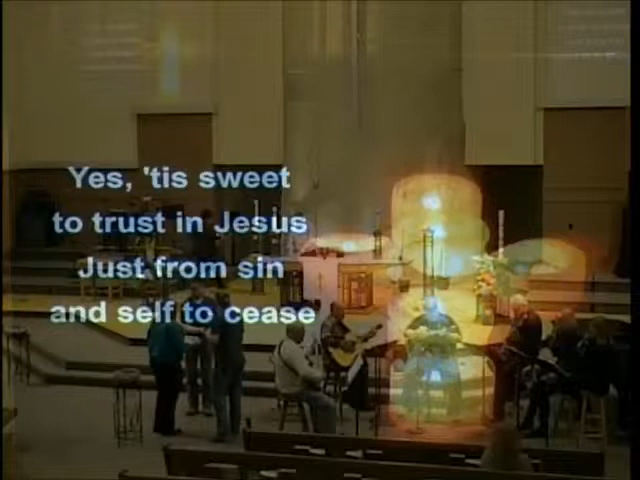 Yes, 'tis sweet
to trust in Jesus
Just from sin
and self to cease